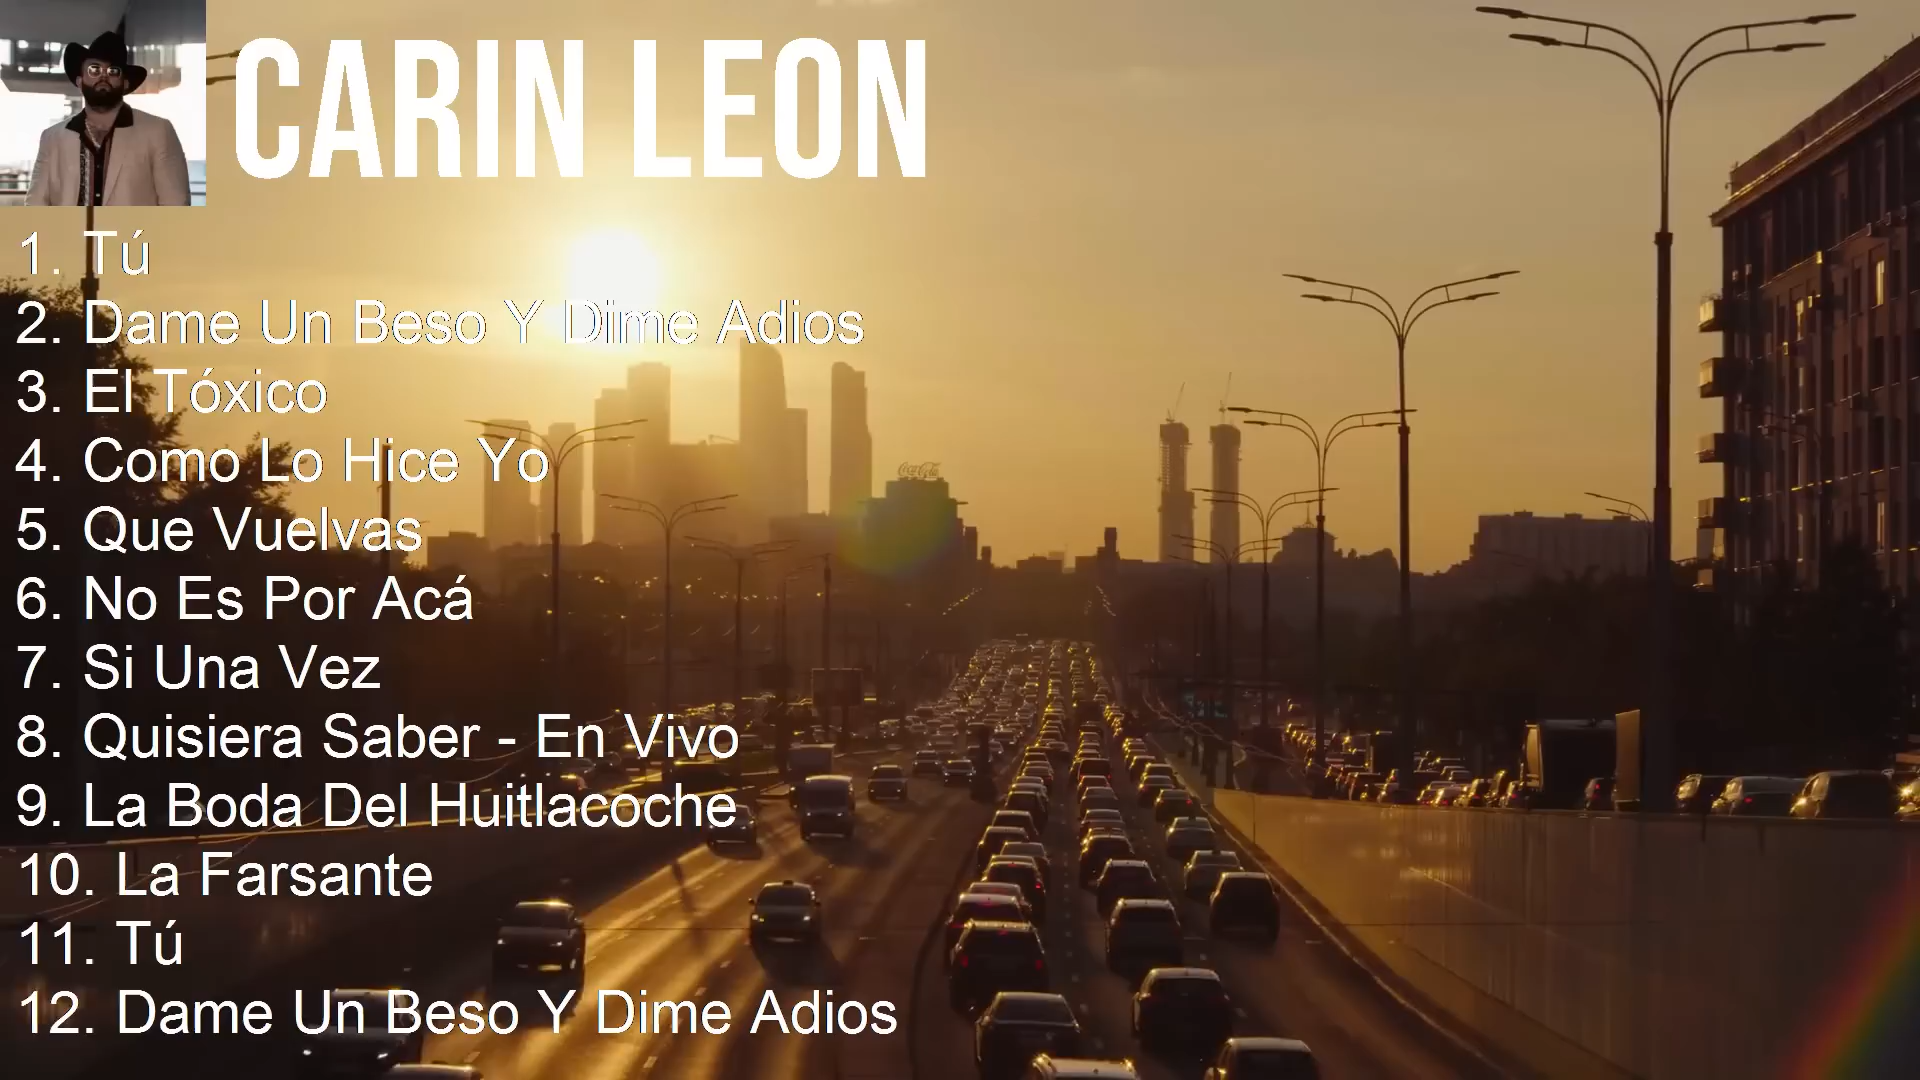 CARIN LEON
1. Tú
2. Dame Un Beso Y Dime Adios
3. El Tóxico
4. Como Lo Hice Yo
Coca-Cola
5. Que Vuelvas
6. No Es Por Acá
7. Si Una Vez
8. Quisiera Saber - En Vivo
9. La Boda Del Huitlacoche
10. La Farsante
11. Tú
12. Dame Un Beso Y Dime Adios